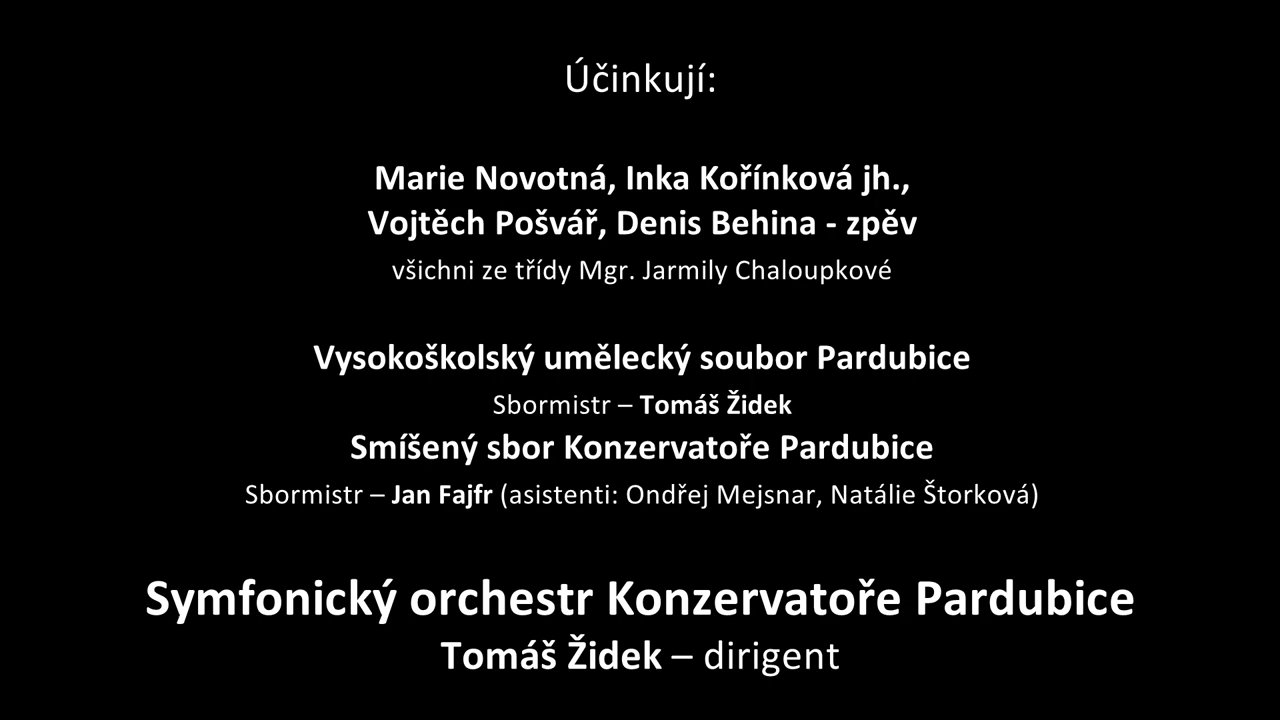 Účinkují:
Marie Novotná, Inka Kořínková jh.,
Vojtěch Pošvář, Denis Behina - zpěv
všichni ze třídy Mgr. Jarmily Chaloupkové
Vysokoškolský umělecký soubor Pardubice
Sbormistr – Tomáš Židek
Smíšený sbor Konzervatoře Pardubice
Sbormistr – Jan Fajfr (asistenti: Ondřej Mejsnar, Natálie Štorková)
Symfonický orchestr Konzervatoře Pardubice
Tomáš Židek – dirigent